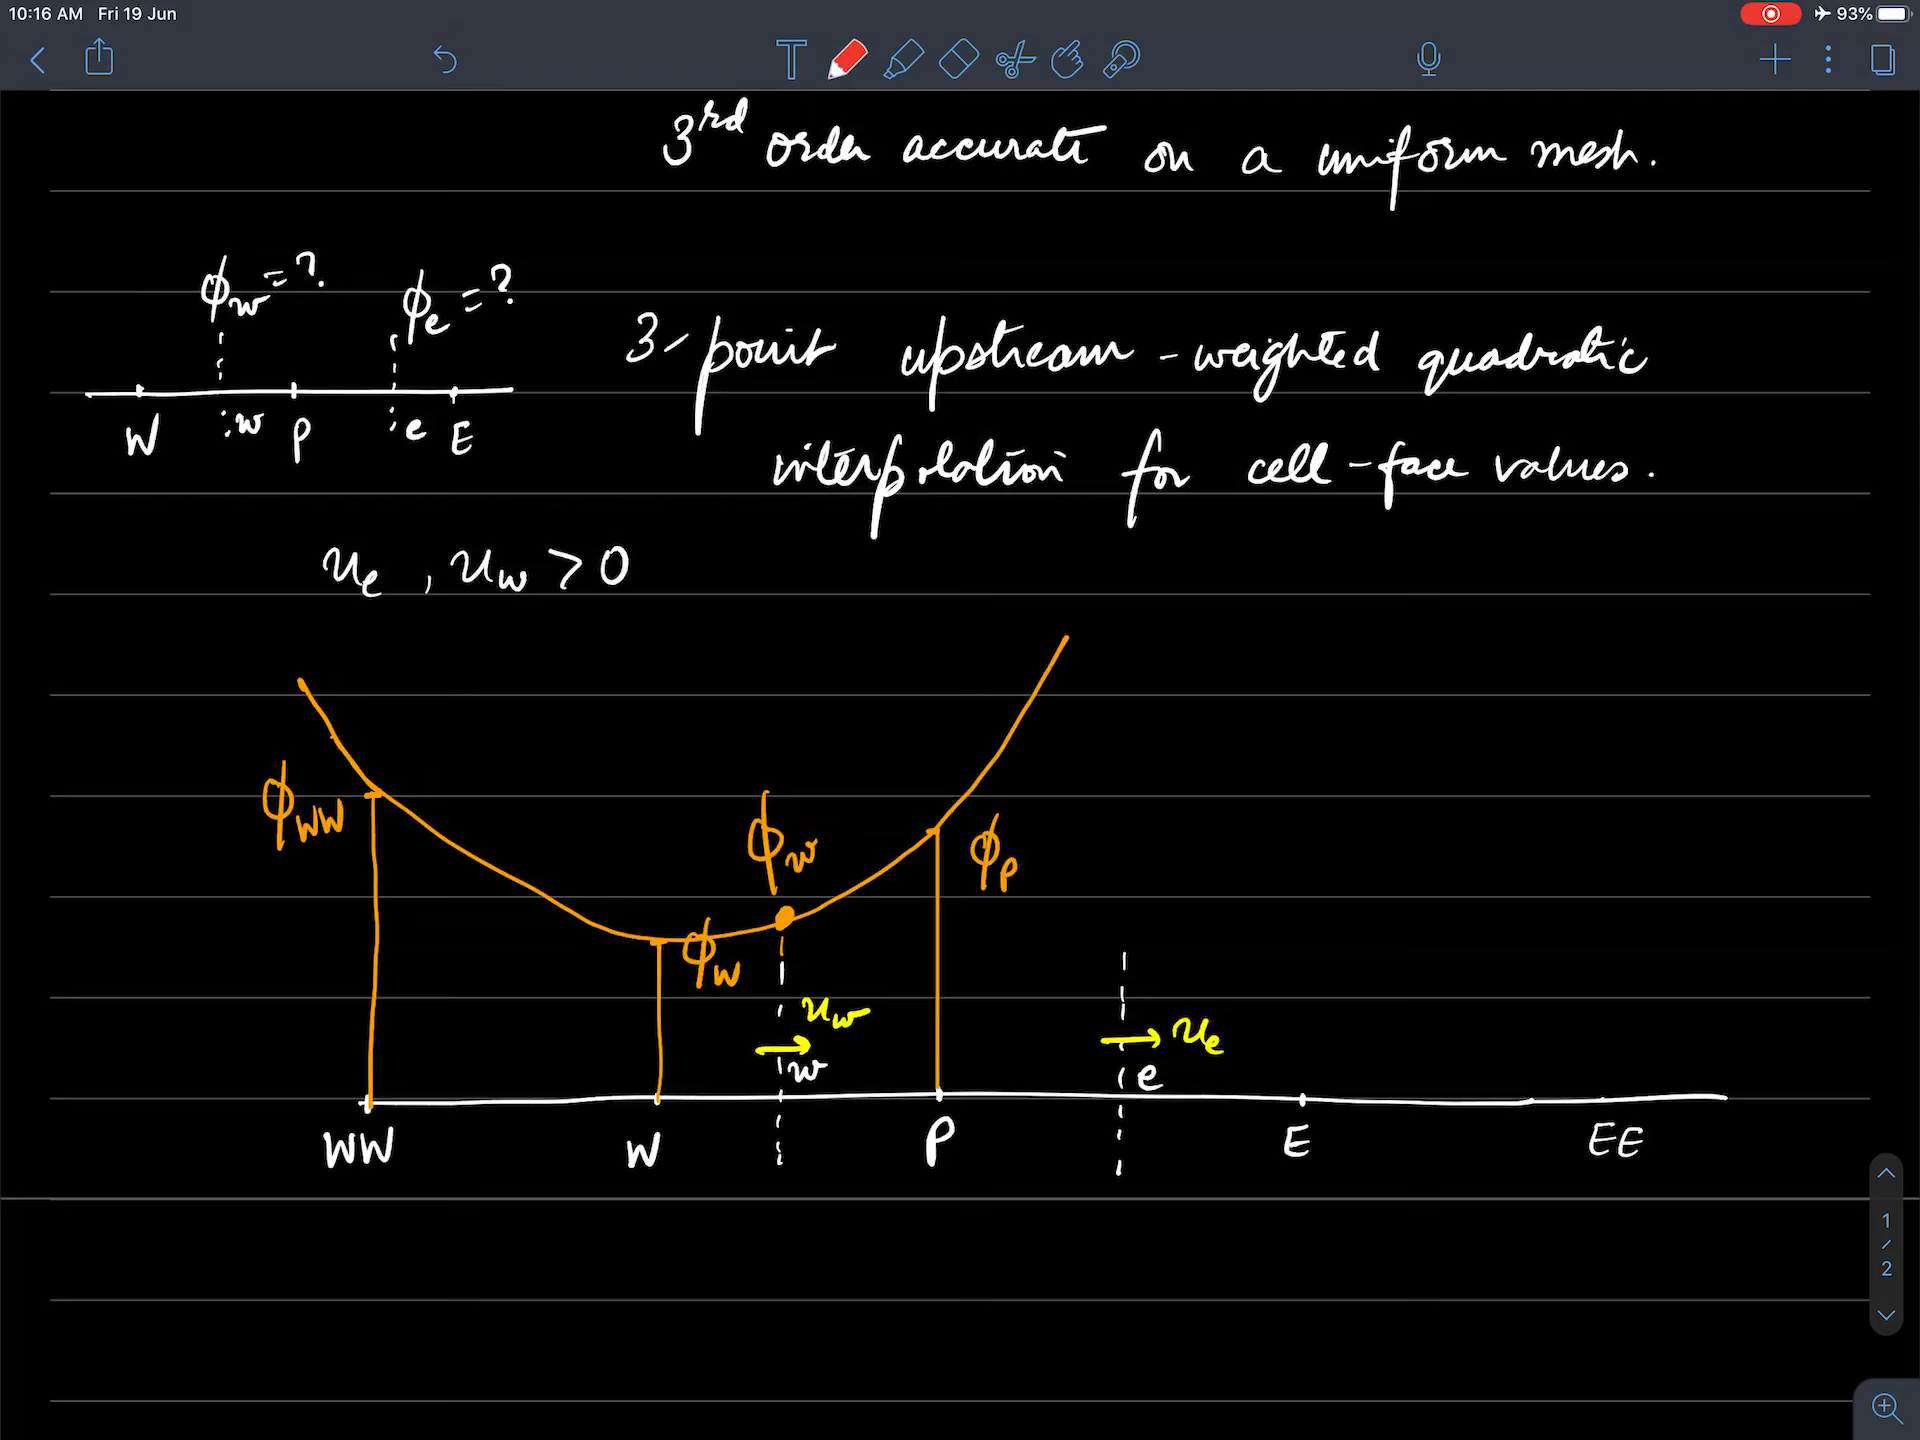 10:16 AM Fri 19 Jun
93%
T
3rd order accurate on a uniform mesh.
ϕw = ?
ϕe = ?
3-point upstream-weighted quadratic
W w P e E
interpolation for cell-face values.
ue, uw > 0
ϕWW
ϕw
ϕP
ϕW
uw
ue
w
e
WW W P E EE
1
/
2